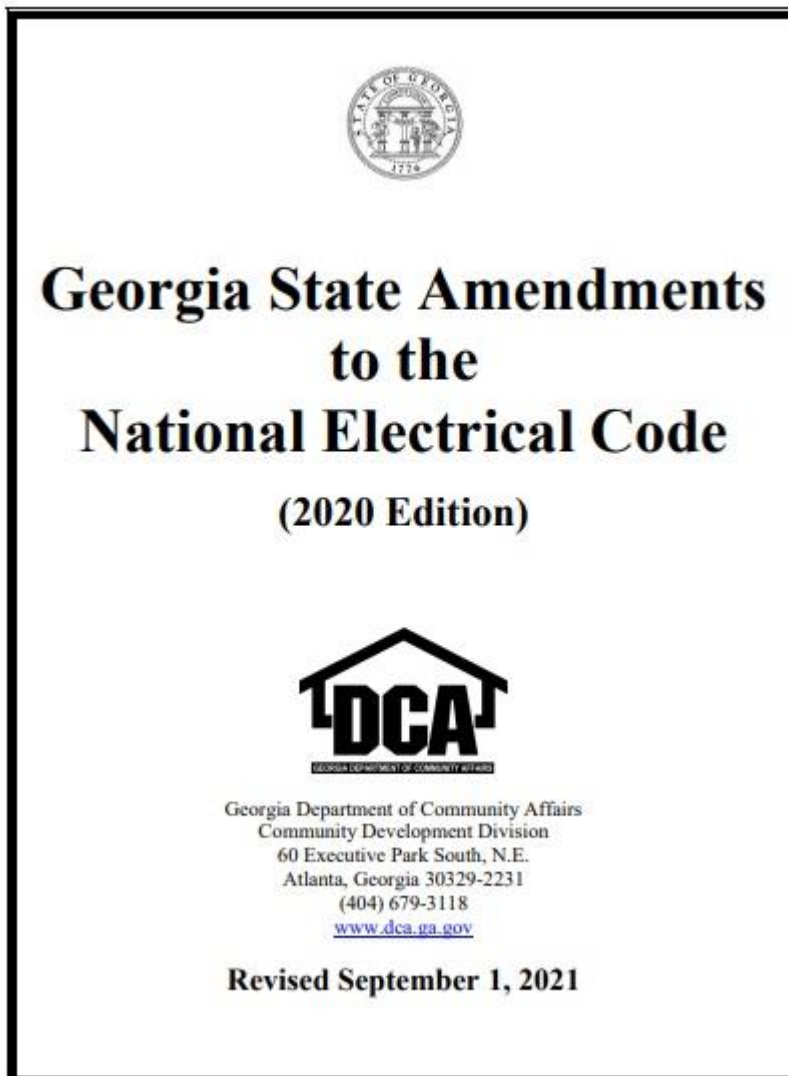 STATE OF GEORGIA
1776
Georgia State Amendments
to the
National Electrical Code
(2020 Edition)
DCA
GEORGIA DEPARTMENT OF COMMUNITY AFFAIRS
Georgia Department of Community Affairs
Community Development Division
60 Executive Park South, N.E.
Atlanta, Georgia 30329-2231
(404) 679-3118
www.dca.ga.gov
Revised September 1, 2021